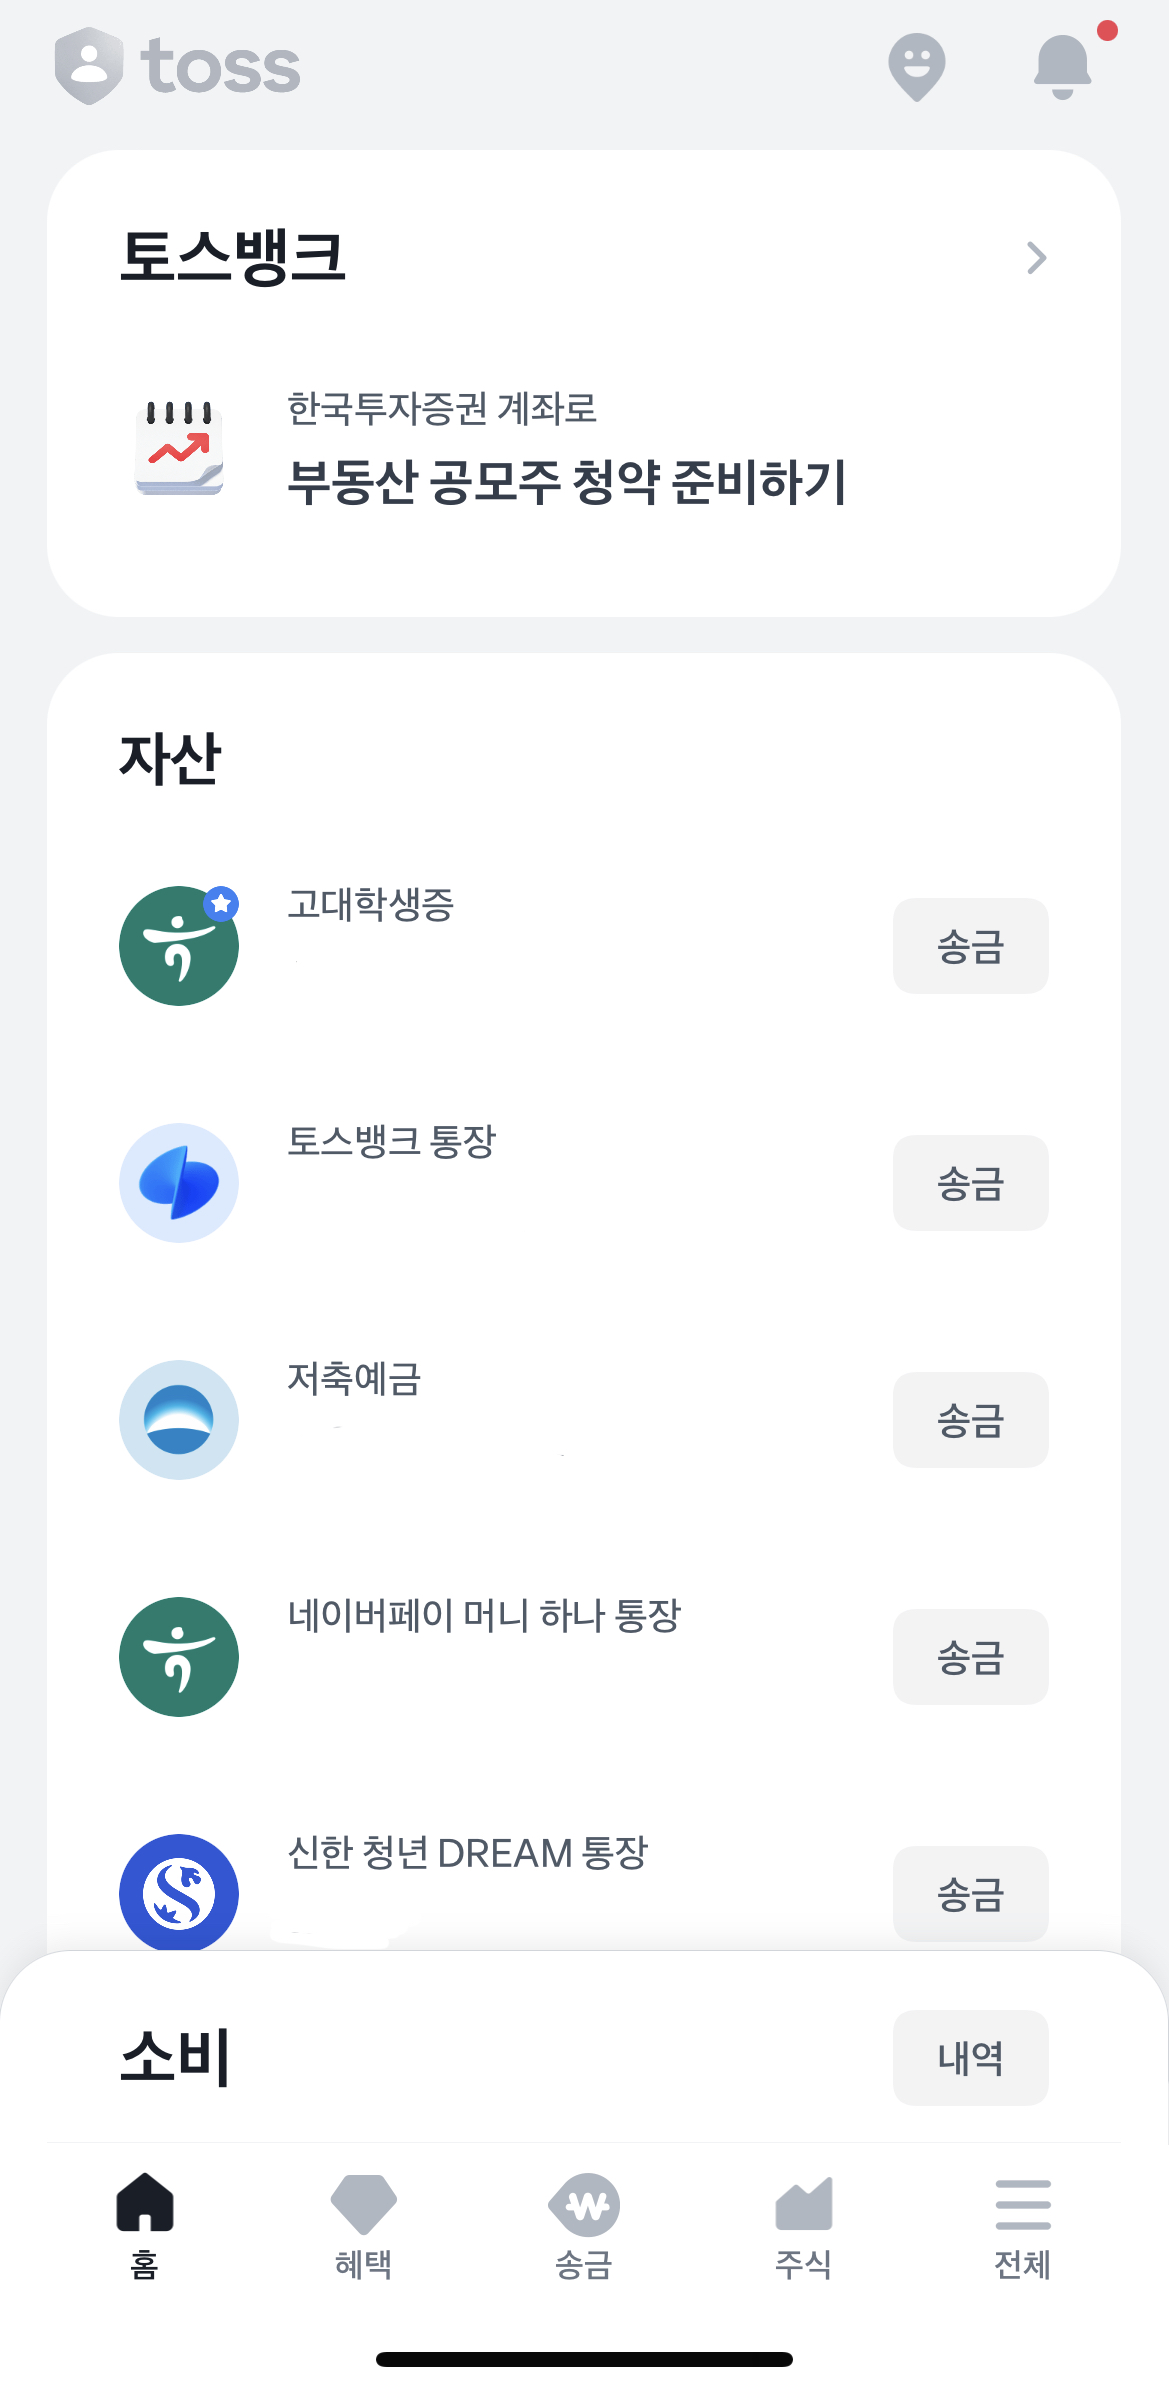 toss
토스뱅크
한국투자증권 계좌로
부동산 공모주 청약 준비하기
자산
고대학생증
송금
토스뱅크 통장
송금
저축예금
송금
네이버페이 머니 하나 통장
송금
신한 청년 DREAM 통장
송금
소비
내역
홈
혜택
송금
주식
전체